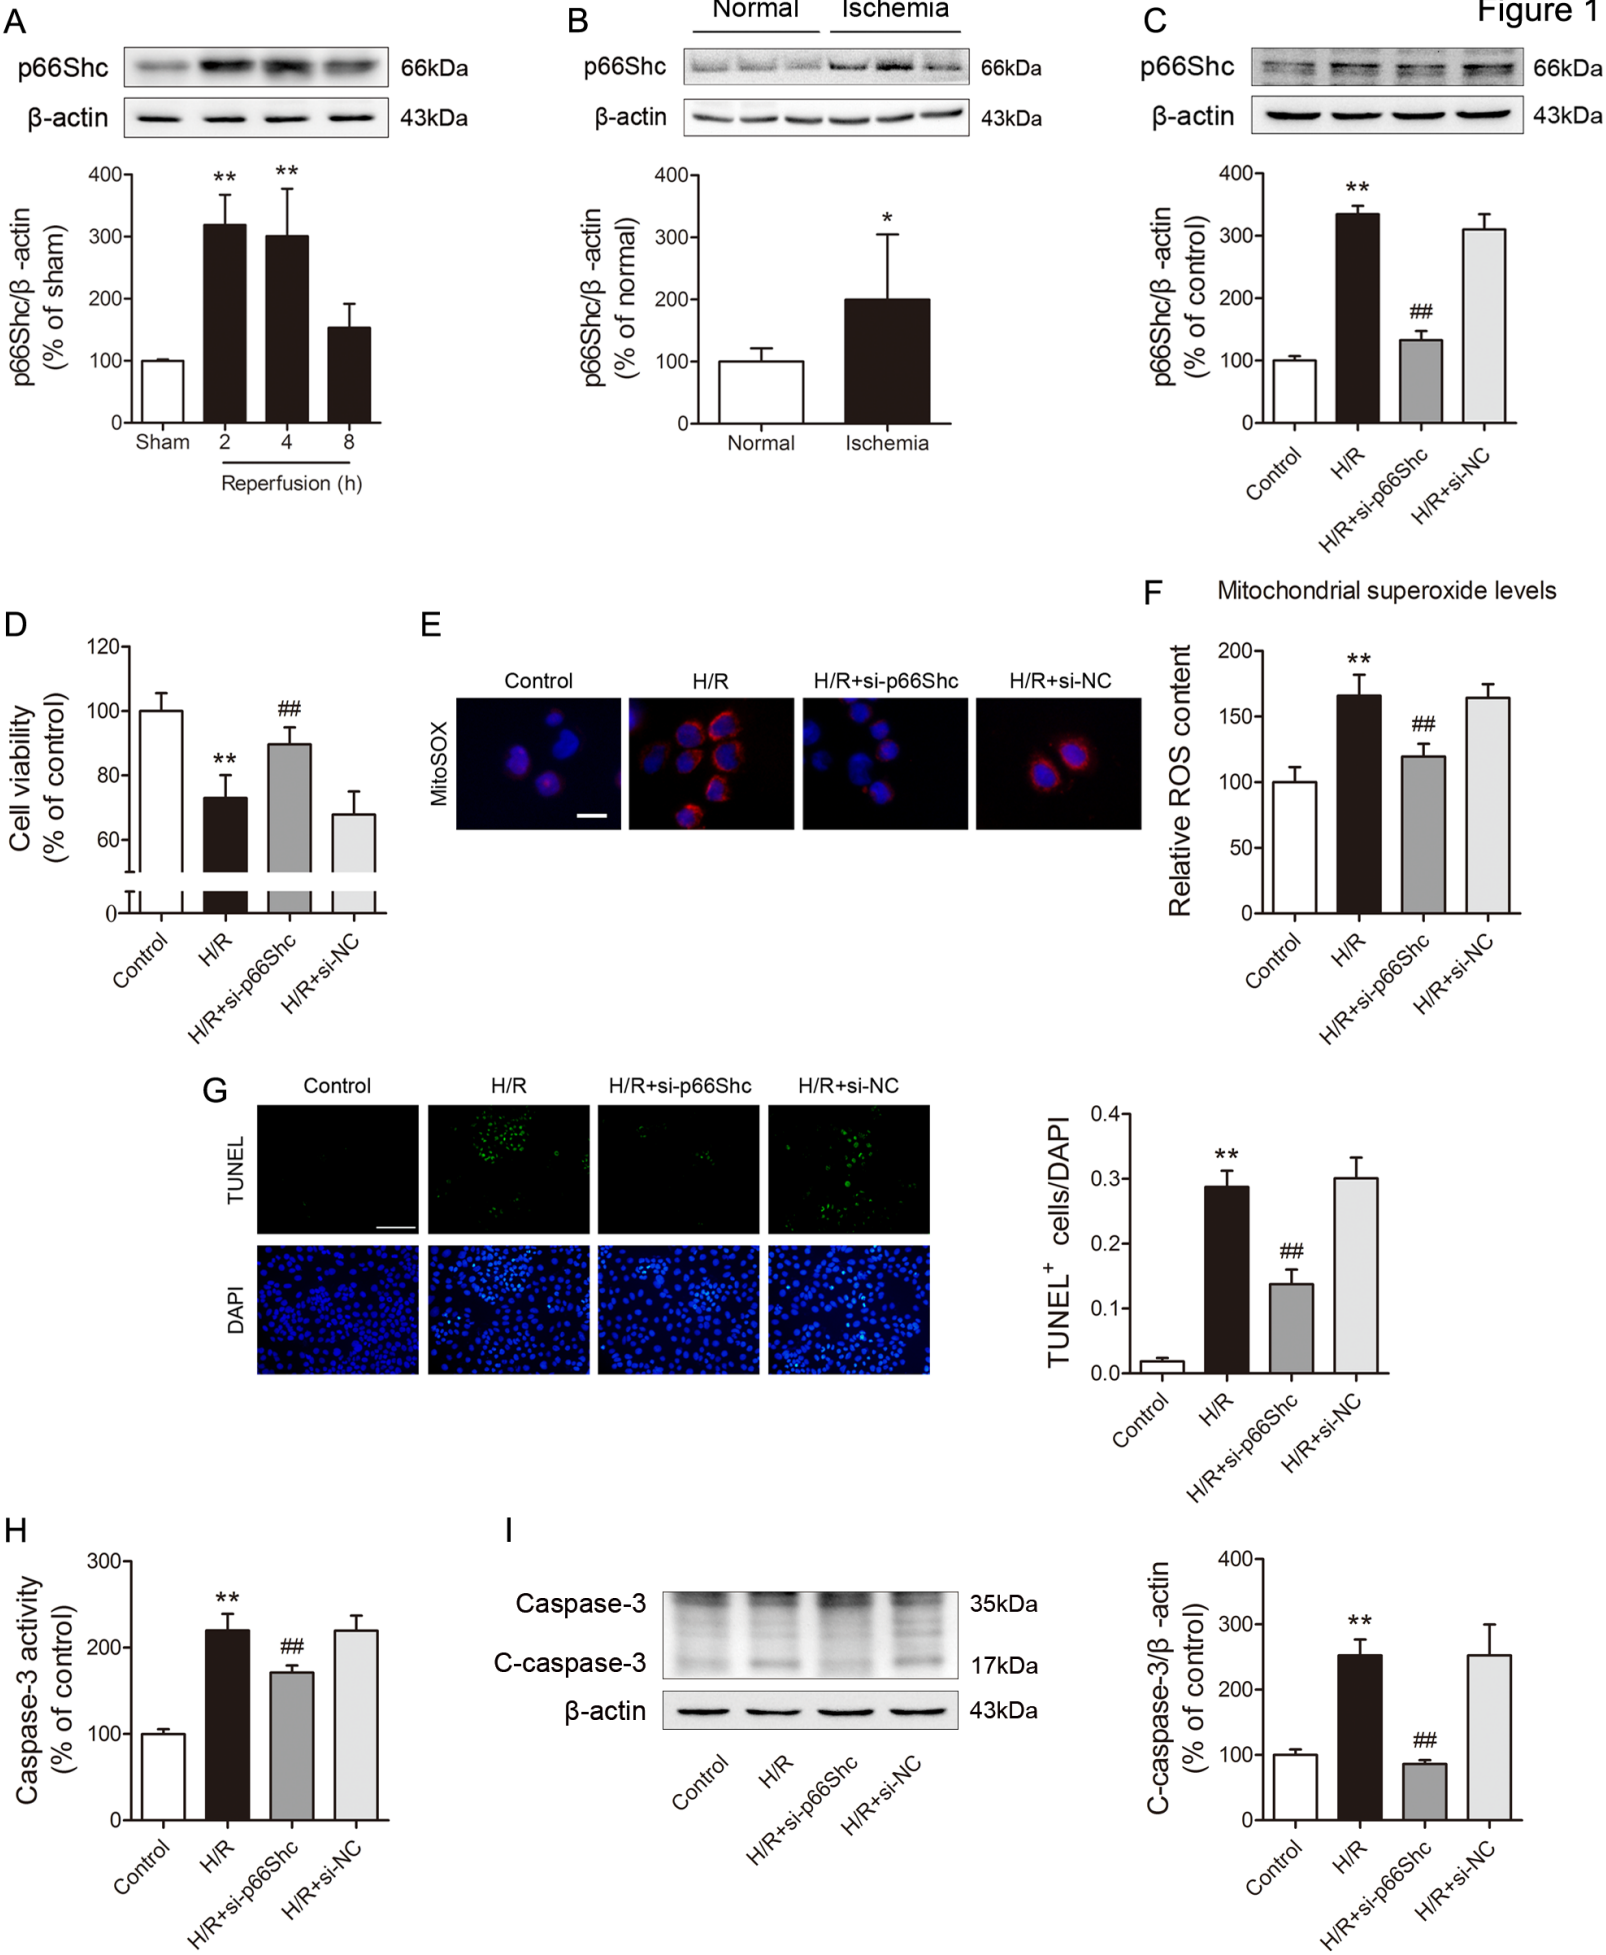 Figure 1
A
p66Shc
66kDa
β-actin
43kDa
p66Shc/β -actin
(% of sham)
400
300
200
100
0
**
**
Sham
2
4
8
Reperfusion (h)
B
Normal
Ischemia
p66Shc
66kDa
β-actin
43kDa
p66Shc/β -actin
(% of normal)
400
300
200
100
0
*
Normal
Ischemia
C
p66Shc
66kDa
β-actin
43kDa
p66Shc/β -actin
(% of control)
400
300
200
100
0
**
##
Control
H/R
H/R+si-p66Shc
H/R+si-NC
D
Cell viability
(% of control)
120
100
80
60
0
**
##
Control
H/R
H/R+si-p66Shc
H/R+si-NC
E
Control
H/R
H/R+si-p66Shc
H/R+si-NC
MitoSOX
F
Mitochondrial superoxide levels
Relative ROS content
200
150
100
50
0
**
##
Control
H/R
H/R+si-p66Shc
H/R+si-NC
G
Control
H/R
H/R+si-p66Shc
H/R+si-NC
TUNEL
DAPI
TUNEL+ cells/DAPI
0.4
0.3
0.2
0.1
0.0
**
##
Control
H/R
H/R+si-p66Shc
H/R+si-NC
H
Caspase-3 activity
(% of control)
300
200
100
0
**
##
Control
H/R
H/R+si-p66Shc
H/R+si-NC
I
Caspase-3
35kDa
C-caspase-3
17kDa
β-actin
43kDa
Control
H/R
H/R+si-p66Shc
H/R+si-NC
C-caspase-3/β -actin
(% of control)
400
300
200
100
0
**
##
Control
H/R
H/R+si-p66Shc
H/R+si-NC